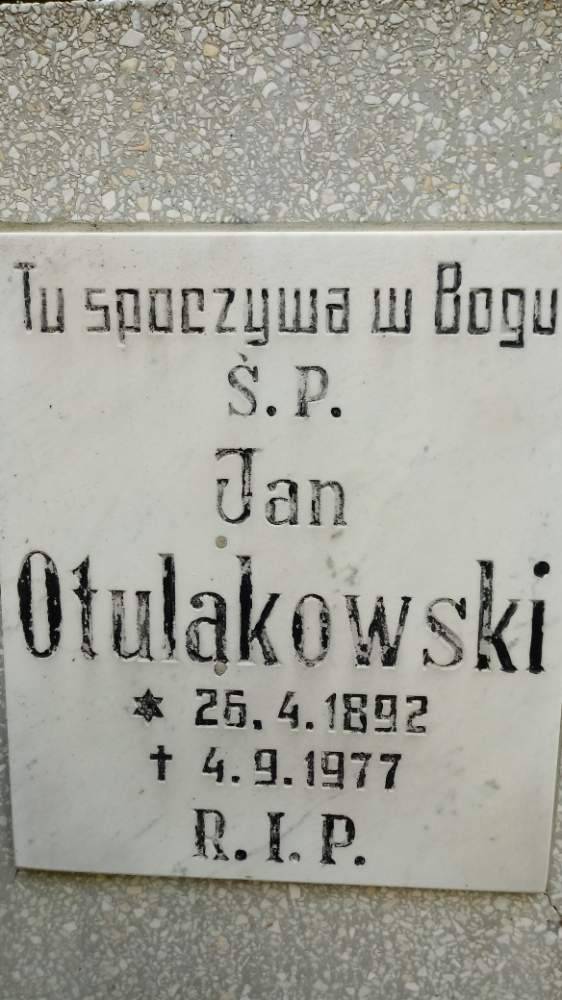 Tu spoczywa w Bogu
Ś.P.
Jan
Otulakowski
* 26.4.1892
† 4.9.1977
R.I.P.